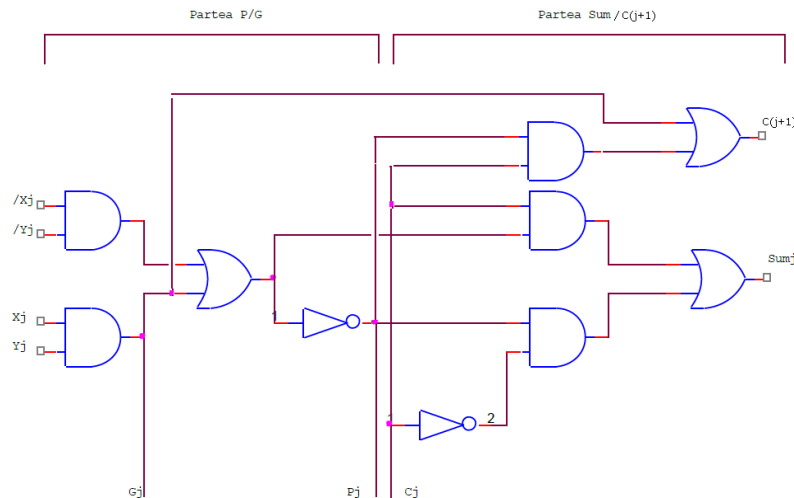 Partea P/G
Partea Sum/C(j+1)
C(j+1)
/Xj
/Yj
Sumj
Xj
1
Yj
1
2
Gj
Pj
Cj